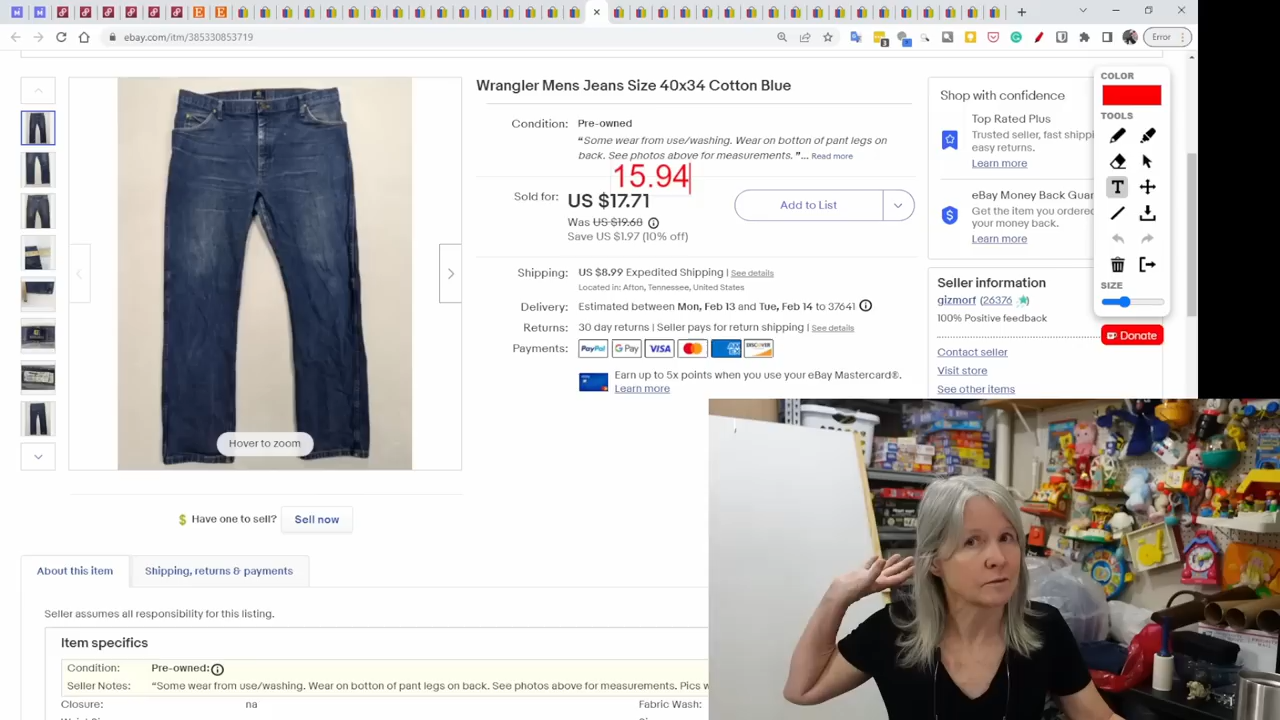 ebay.com/itm/385330853719
Error
Wrangler Mens Jeans Size 40x34 Cotton Blue
Condition: Pre-owned
“Some wear from use/washing. Wear on botton of pant legs on
back. See photos above for measurements. ”... Read more
15.94
Sold for: US $17.71
Was US $19.68
Save US $1.97 (10% off)
Add to List
Shipping: US $8.99 Expedited Shipping | See details
Located in: Afton, Tennessee, United States
Delivery: Estimated between Mon, Feb 13 and Tue, Feb 14 to 37641
Returns: 30 day returns | Seller pays for return shipping | See details
Payments: PayPal G Pay VISA DISCOVER
Earn up to 5x points when you use your eBay Mastercard®.
Learn more
Hover to zoom
Have one to sell? Sell now
Shop with confidence
Top Rated Plus
Trusted seller, fast shippi
easy returns.
Learn more
eBay Money Back Guar
Get the item you ordered
your money back.
Learn more
Seller information
gizmorf (26376
100% Positive feedback
Contact seller
Visit store
See other items
COLOR
TOOLS
T
SIZE
Donate
About this item
Shipping, returns & payments
Seller assumes all responsibility for this listing.
Item specifics
Condition: Pre-owned:
Seller Notes: “Some wear from use/washing. Wear on botton of pant legs on back. See photos above for measurements. Pics w
Closure: na
Fabric Wash: